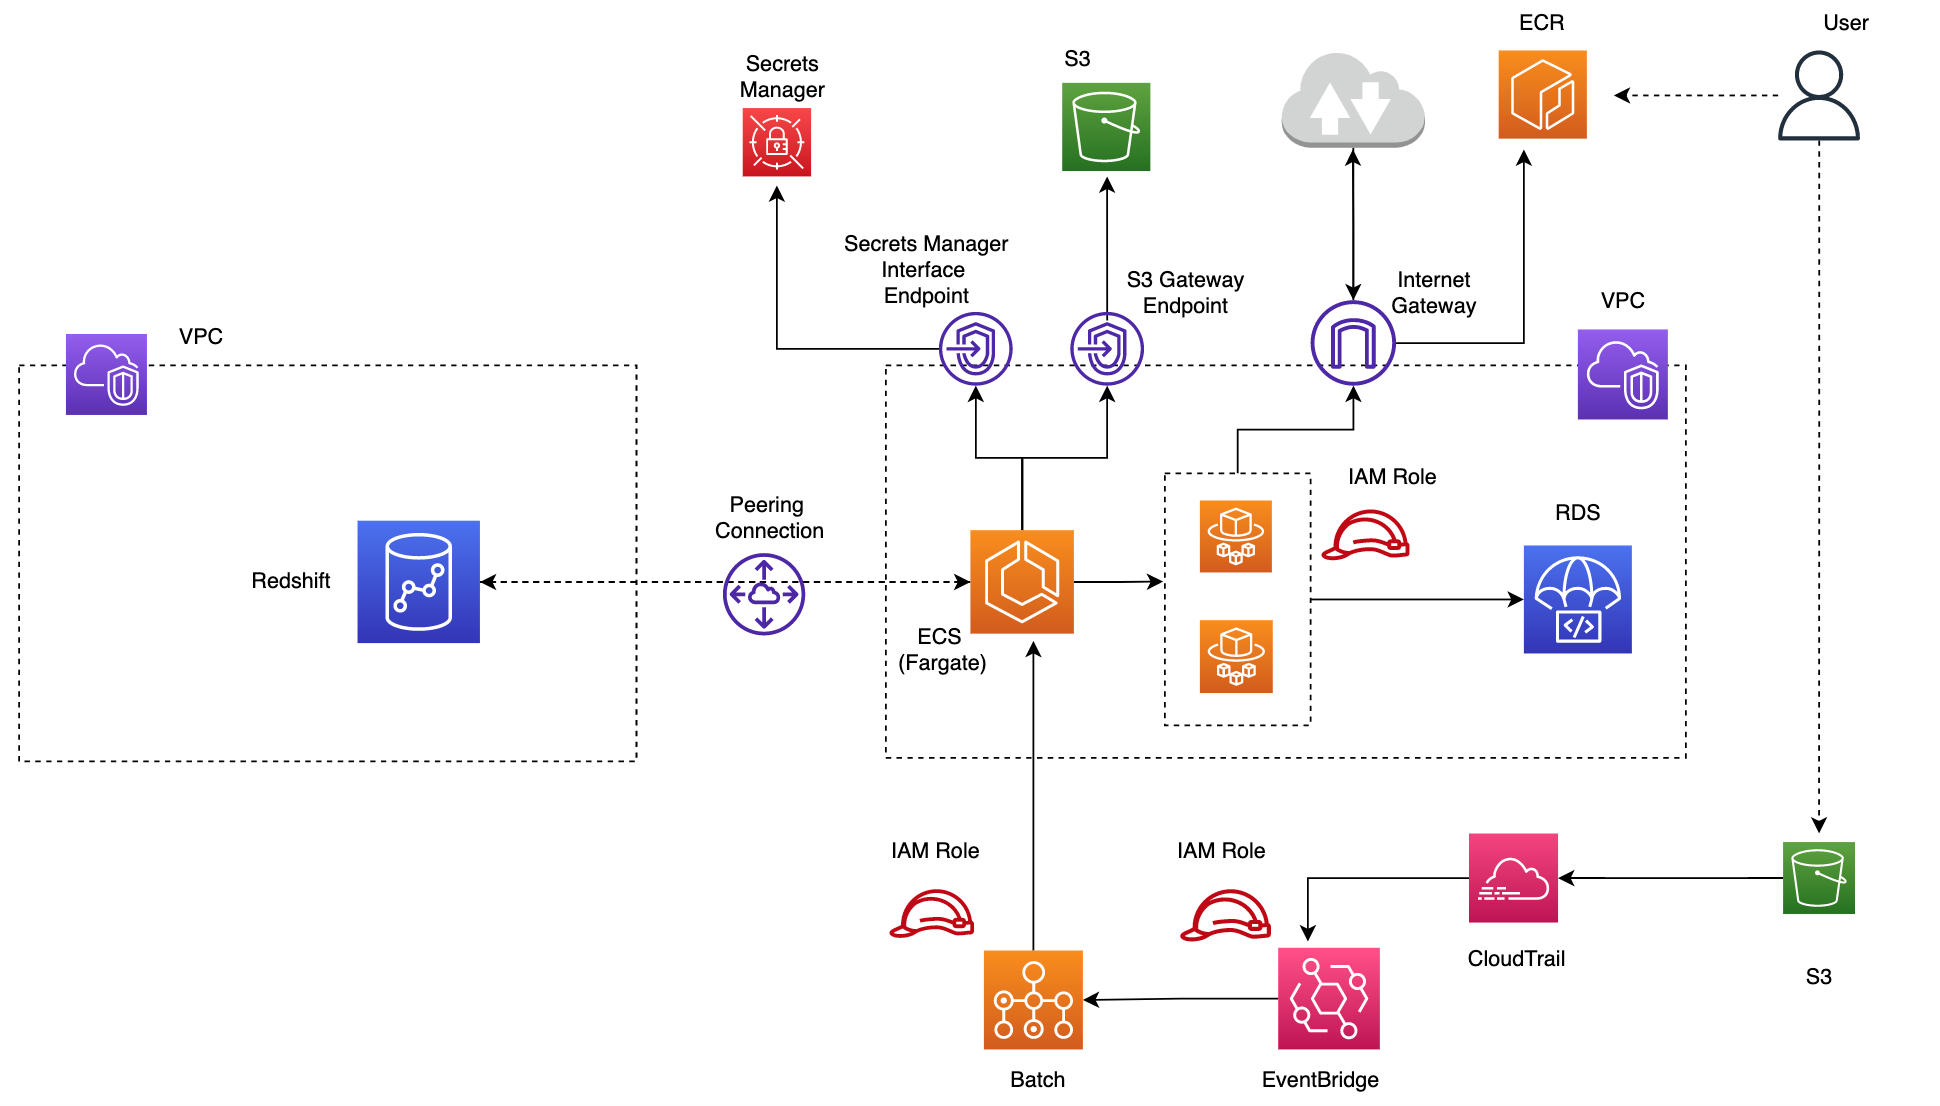 ECR
User
S3
Secrets
Manager
Secrets Manager
Interface
Endpoint
S3 Gateway
Endpoint
Internet
Gateway
VPC
VPC
IAM Role
Peering
Connection
RDS
Redshift
ECS
(Fargate)
IAM Role
IAM Role
CloudTrail
S3
Batch
EventBridge